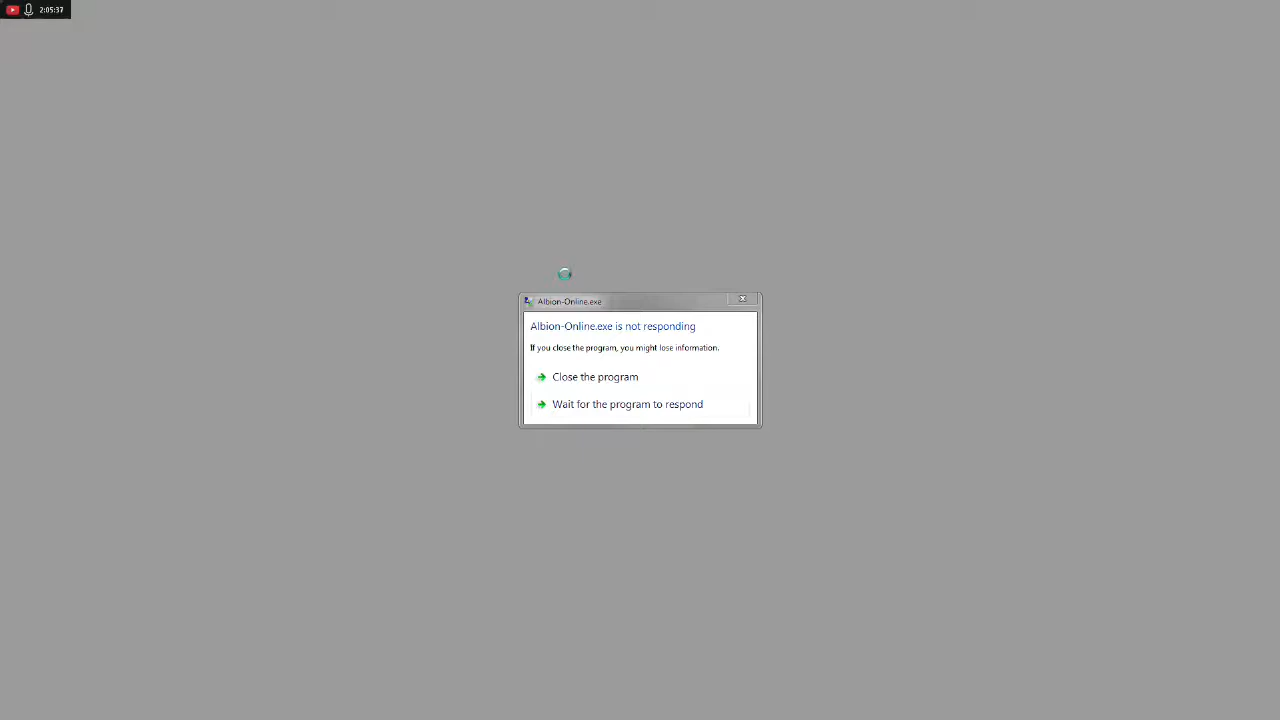 2:05:37
Albion-Online.exe
Albion-Online.exe is not responding
If you close the program, you might lose information.
Close the program
Wait for the program to respond